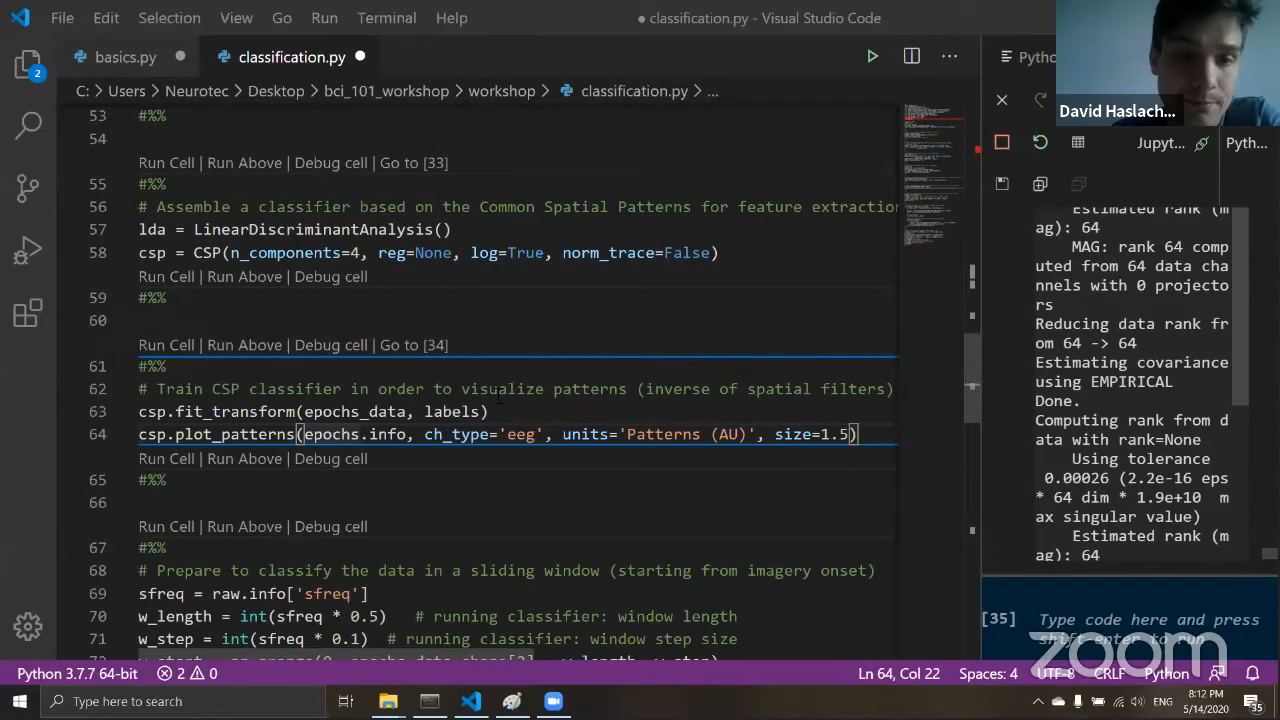 File Edit Selection View Go Run Terminal Help
● classification.py - Visual Studio Code
basics.py
classification.py
C: > Users > Neurotec > Desktop > bci_101_workshop > workshop > classification.py > ...
53 #%%
54
Run Cell | Run Above | Debug cell | Go to [33]
55 #%%
56 # Assemble a classifier based on the Common Spatial Patterns for feature extraction
57 lda = LinearDiscriminantAnalysis()
58 csp = CSP(n_components=4, reg=None, log=True, norm_trace=False)
Run Cell | Run Above | Debug cell
59 #%%
60
Run Cell | Run Above | Debug cell | Go to [34]
61 #%%
62 # Train CSP classifier in order to visualize patterns (inverse of spatial filters)
63 csp.fit_transform(epochs_data, labels)
64 csp.plot_patterns(epochs.info, ch_type='eeg', units='Patterns (AU)', size=1.5)
Run Cell | Run Above | Debug cell
65 #%%
66
Run Cell | Run Above | Debug cell
67 #%%
68 # Prepare to classify the data in a sliding window (starting from imagery onset)
69 sfreq = raw.info['sfreq']
70 w_length = int(sfreq * 0.5) # running classifier: window length
71 w_step = int(sfreq * 0.1) # running classifier: window step size
David Haslach...
Pytho
Jupyt...
Pyth...
Estimated rank (m
ag): 64
MAG: rank 64 comp
uted from 64 data cha
nnels with 0 projecto
rs
Reducing data rank fr
om 64 -> 64
Estimating covariance
using EMPIRICAL
Done.
Computing rank from d
ata with rank=None
Using tolerance
0.00026 (2.2e-16 eps
* 64 dim * 1.9e+10 m
ax singular value)
Estimated rank (m
ag): 64
[35] Type code here and press
shift-enter to run
zoom
2
Python 3.7.7 64-bit 2 0
Ln 64, Col 22 Spaces: 4 UTF-8 CRLF Python
Type here to search
ENG
8:12 PM
5/14/2020
35